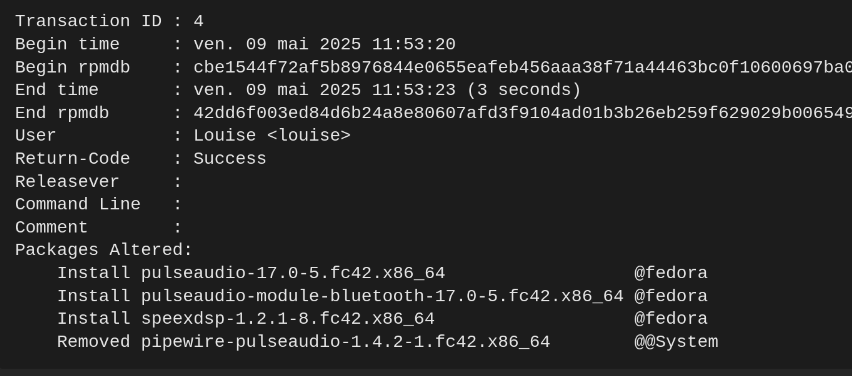 Transaction ID : 4
Begin time     : ven. 09 mai 2025 11:53:20
Begin rpmdb    : cbe1544f72af5b8976844e0655eafeb456aaa38f71a44463bc0f10600697ba0
End time       : ven. 09 mai 2025 11:53:23 (3 seconds)
End rpmdb      : 42dd6f003ed84d6b24a8e80607afd3f9104ad01b3b26eb259f629029b006549
User           : Louise <louise>
Return-Code    : Success
Releasever     :
Command Line   :
Comment        :
Packages Altered:
    Install pulseaudio-17.0-5.fc42.x86_64                  @fedora
    Install pulseaudio-module-bluetooth-17.0-5.fc42.x86_64 @fedora
    Install speexdsp-1.2.1-8.fc42.x86_64                   @fedora
    Removed pipewire-pulseaudio-1.4.2-1.fc42.x86_64        @@System